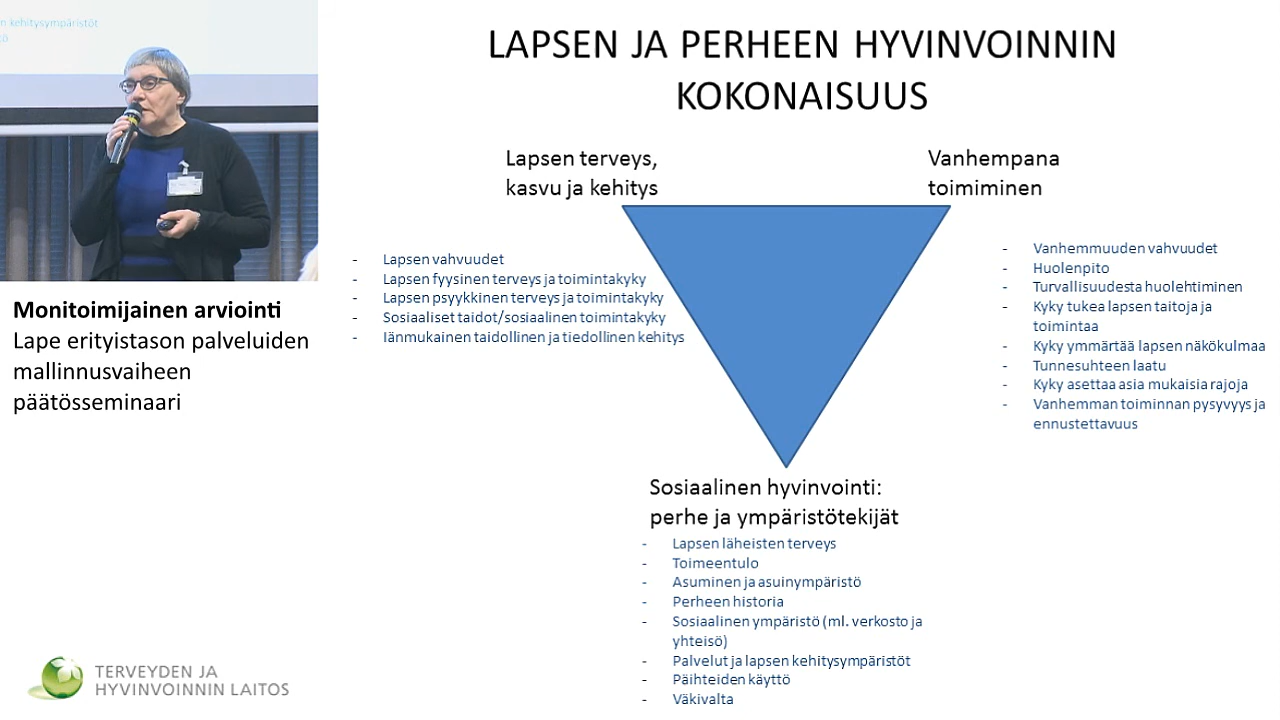 n kehitysympäristöt
LAPSEN JA PERHEEN HYVINVOINNIN
KOKONAISUUS
Lapsen terveys,
kasvu ja kehitys
Vanhempana
toimiminen
- Lapsen vahvuudet
- Lapsen fyysinen terveys ja toimintakyky
- Lapsen psyykkinen terveys ja toimintakyky
- Sosiaaliset taidot/sosiaalinen toimintakyky
- Iänmukainen taidollinen ja tiedollinen kehitys
- Vanhemmuuden vahvuudet
- Huolenpito
- Turvallisuudesta huolehtiminen
- Kyky tukea lapsen taitoja ja
toimintaa
- Kyky ymmärtää lapsen näkökulmaa
- Tunnesuhteen laatu
- Kyky asettaa asia mukaisia rajoja
- Vanhemman toiminnan pysyvyys ja
ennustettavuus
Monitoimijainen arviointi
Lape erityistason palveluiden
mallinnusvaiheen
päätösseminaari
Sosiaalinen hyvinvointi:
perhe ja ympäristötekijät
- Lapsen läheisten terveys
- Toimeentulo
- Asuminen ja asuinympäristö
- Perheen historia
- Sosiaalinen ympäristö (ml. verkosto ja
yhteisö)
- Palvelut ja lapsen kehitysympäristöt
- Päihteiden käyttö
- Väkivalta
TERVEYDEN JA
HYVINVOINNIN LAITOS